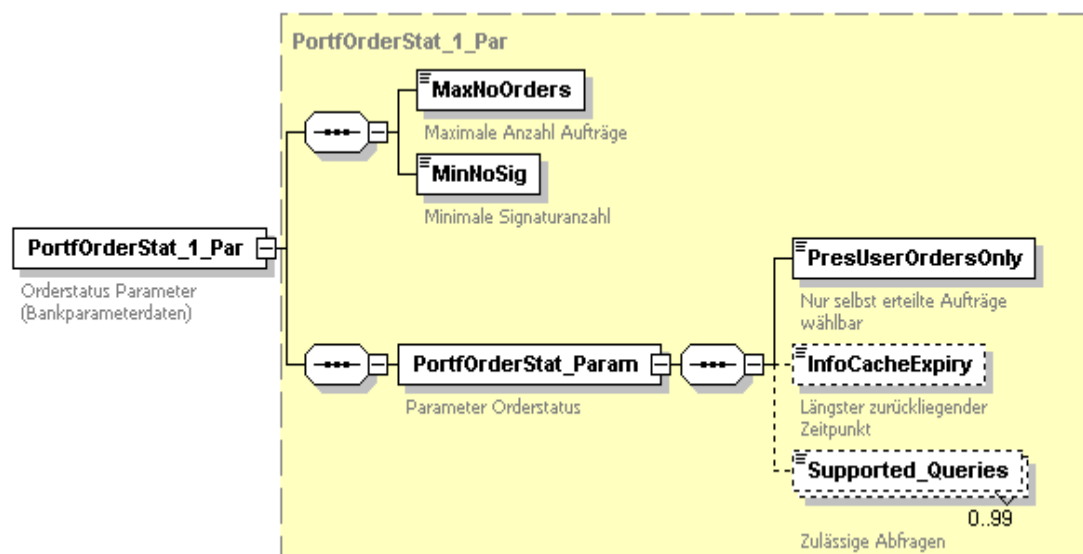 PortfOrderStat_1_Par
MaxNoOrders
Maximale Anzahl Aufträge
MinNoSig
Minimale Signaturanzahl
PortfOrderStat_1_Par
Orderstatus Parameter
(Bankparameterdaten)
PresUserOrdersOnly
Nur selbst erteilte Aufträge
wählbar
PortfOrderStat_Param
Parameter Orderstatus
InfoCacheExpiry
Längster zurückliegender
Zeitpunkt
Supported_Queries
0..99
Zulässige Abfragen